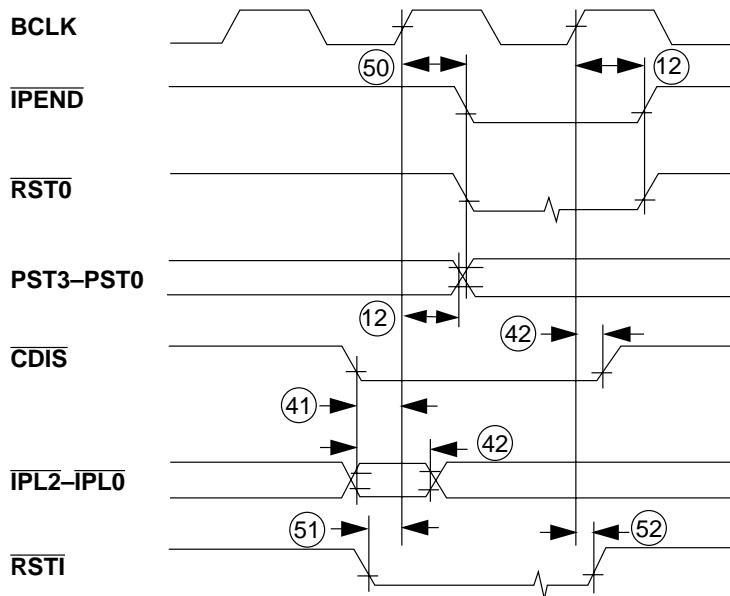 BCLK
50
12
IPEND
RST0
PST3–PST0
12
42
CDIS
41
42
IPL2–IPL0
51
52
RSTI